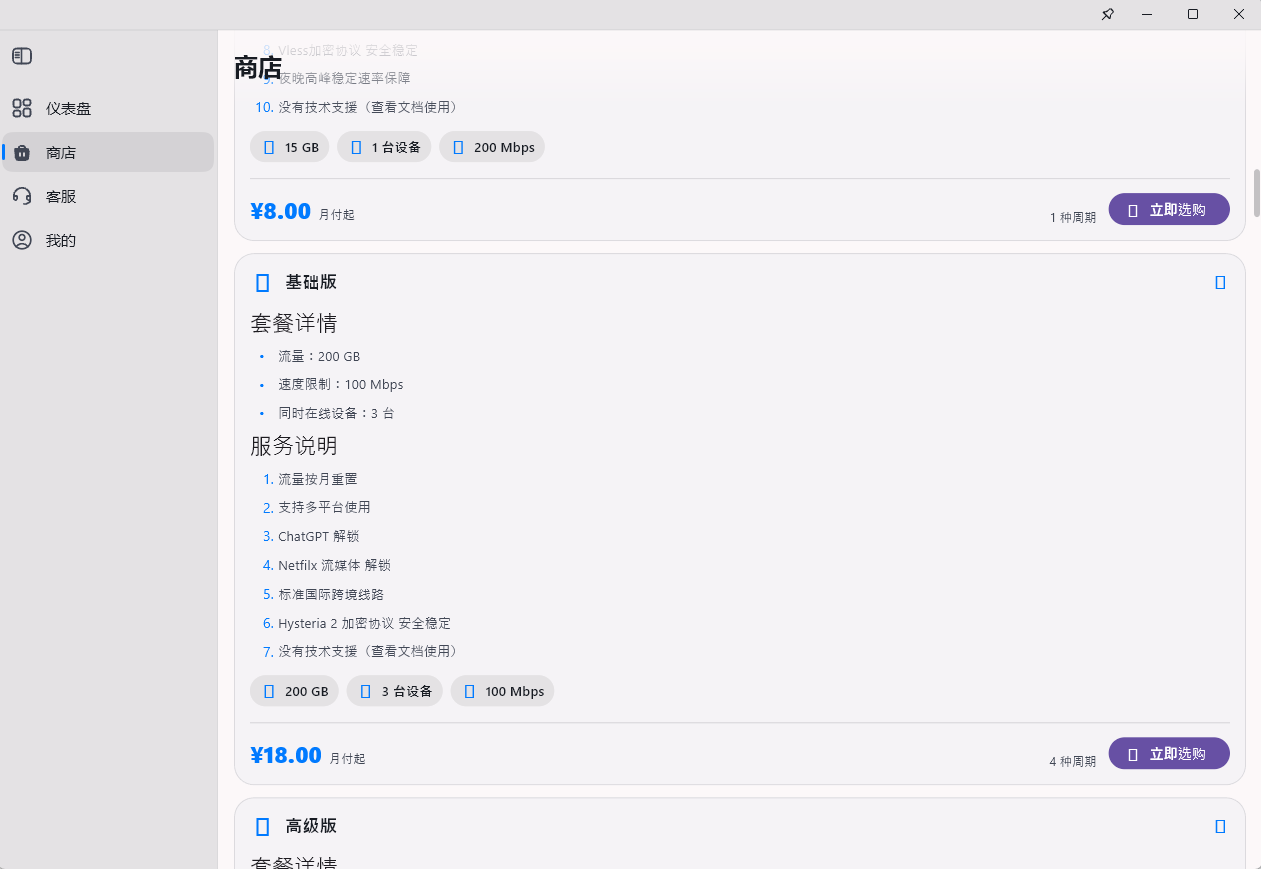 仪表盘
商店
客服
我的
商店
8. Vless加密协议 安全稳定
9. 夜晚高峰稳定速率保障
10. 没有技术支援（查看文档使用）
15 GB 1 台设备 200 Mbps
¥8.00 月付起 1 种周期 立即选购
基础版
套餐详情
• 流量：200 GB
• 速度限制：100 Mbps
• 同时在线设备：3 台
服务说明
1. 流量按月重置
2. 支持多平台使用
3. ChatGPT 解锁
4. Netfilx 流媒体 解锁
5. 标准国际跨境线路
6. Hysteria 2 加密协议 安全稳定
7. 没有技术支援（查看文档使用）
200 GB 3 台设备 100 Mbps
¥18.00 月付起 4 种周期 立即选购
高级版
套餐详情